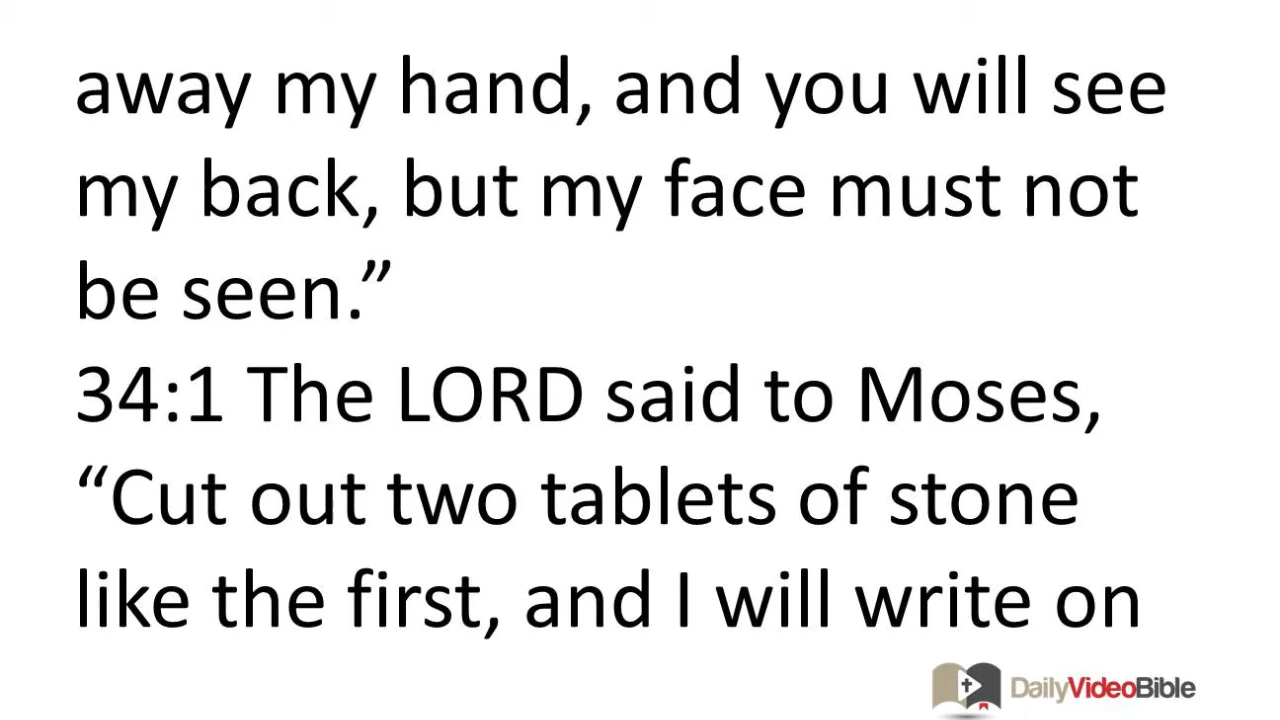 away my hand, and you will see
my back, but my face must not
be seen.”
34:1 The LORD said to Moses,
“Cut out two tablets of stone
like the first, and I will write on
DailyVideoBible